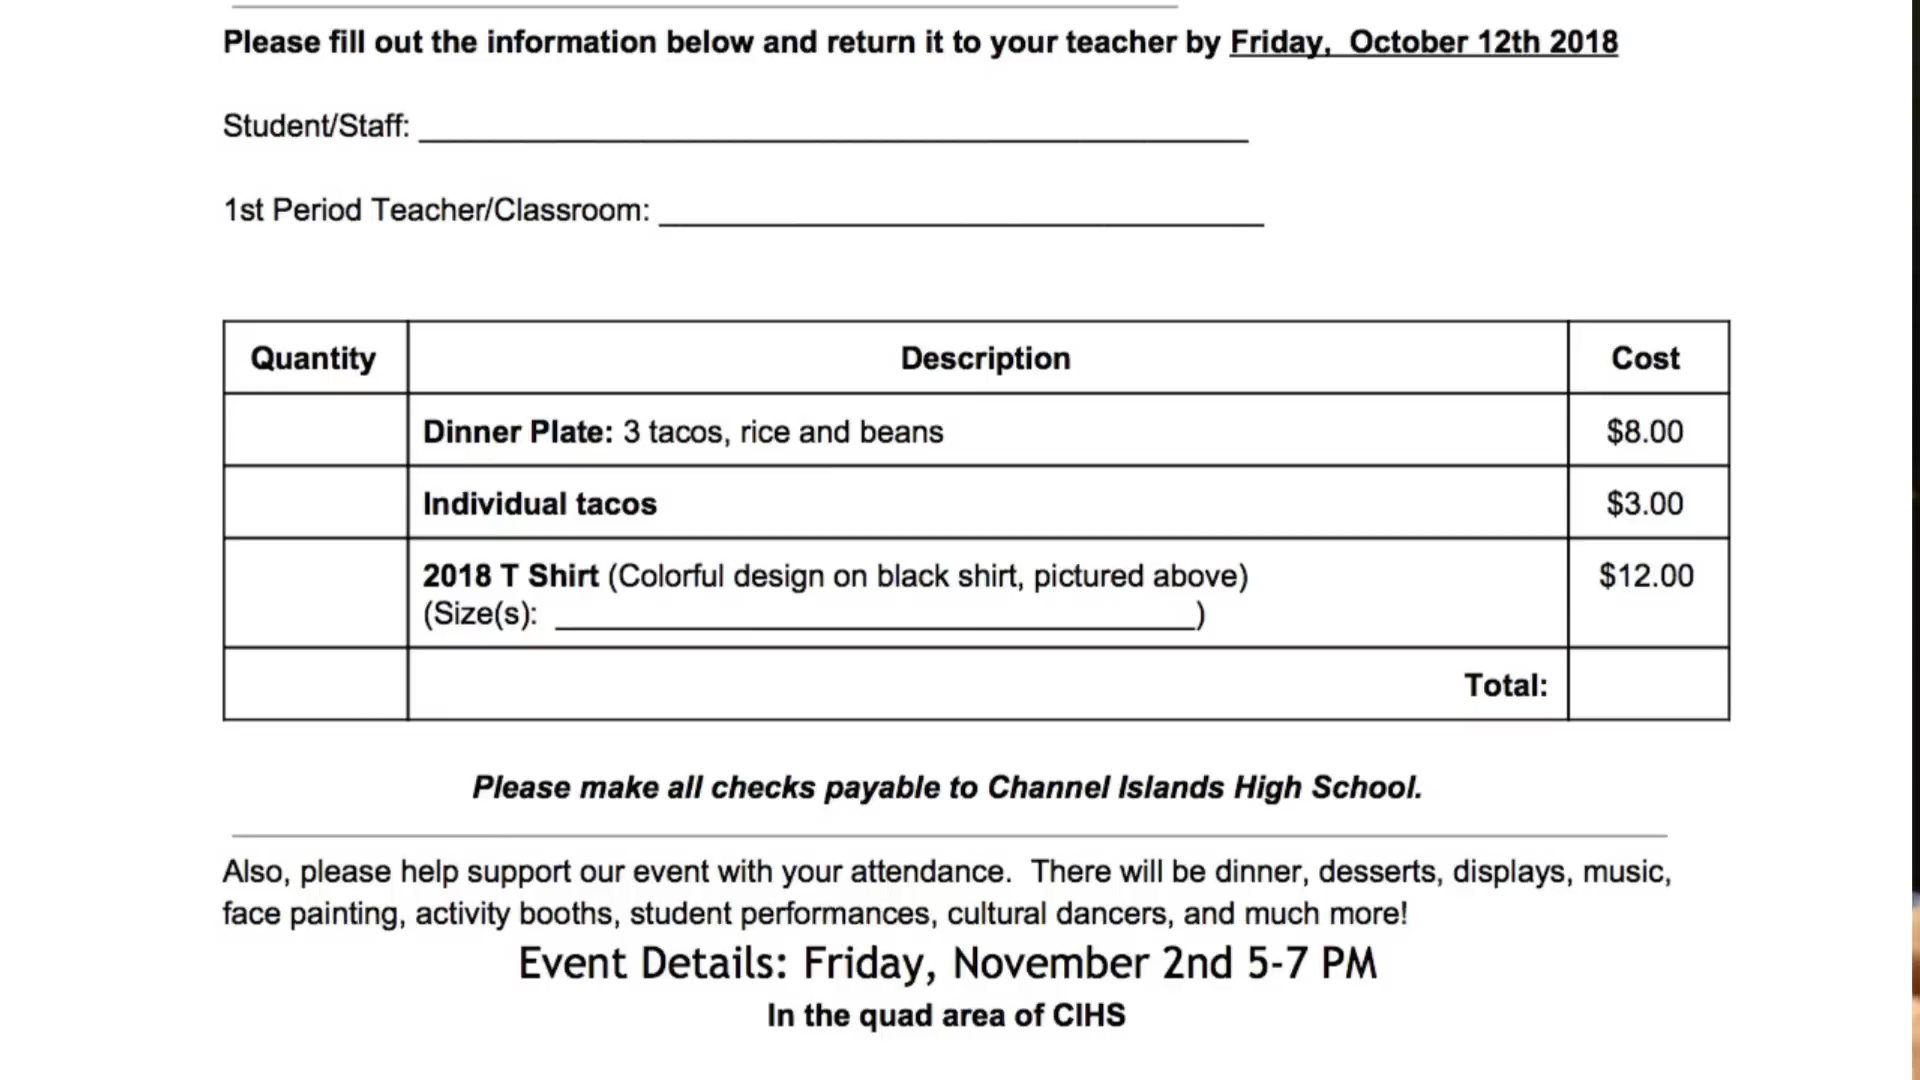 Please fill out the information below and return it to your teacher by Friday, October 12th 2018
Student/Staff:
1st Period Teacher/Classroom:
Quantity Description Cost
Dinner Plate: 3 tacos, rice and beans $8.00
Individual tacos $3.00
2018 T Shirt (Colorful design on black shirt, pictured above) $12.00
(Size(s): )
Total:
Please make all checks payable to Channel Islands High School.
Also, please help support our event with your attendance. There will be dinner, desserts, displays, music,
face painting, activity booths, student performances, cultural dancers, and much more!
Event Details: Friday, November 2nd 5-7 PM
In the quad area of CIHS